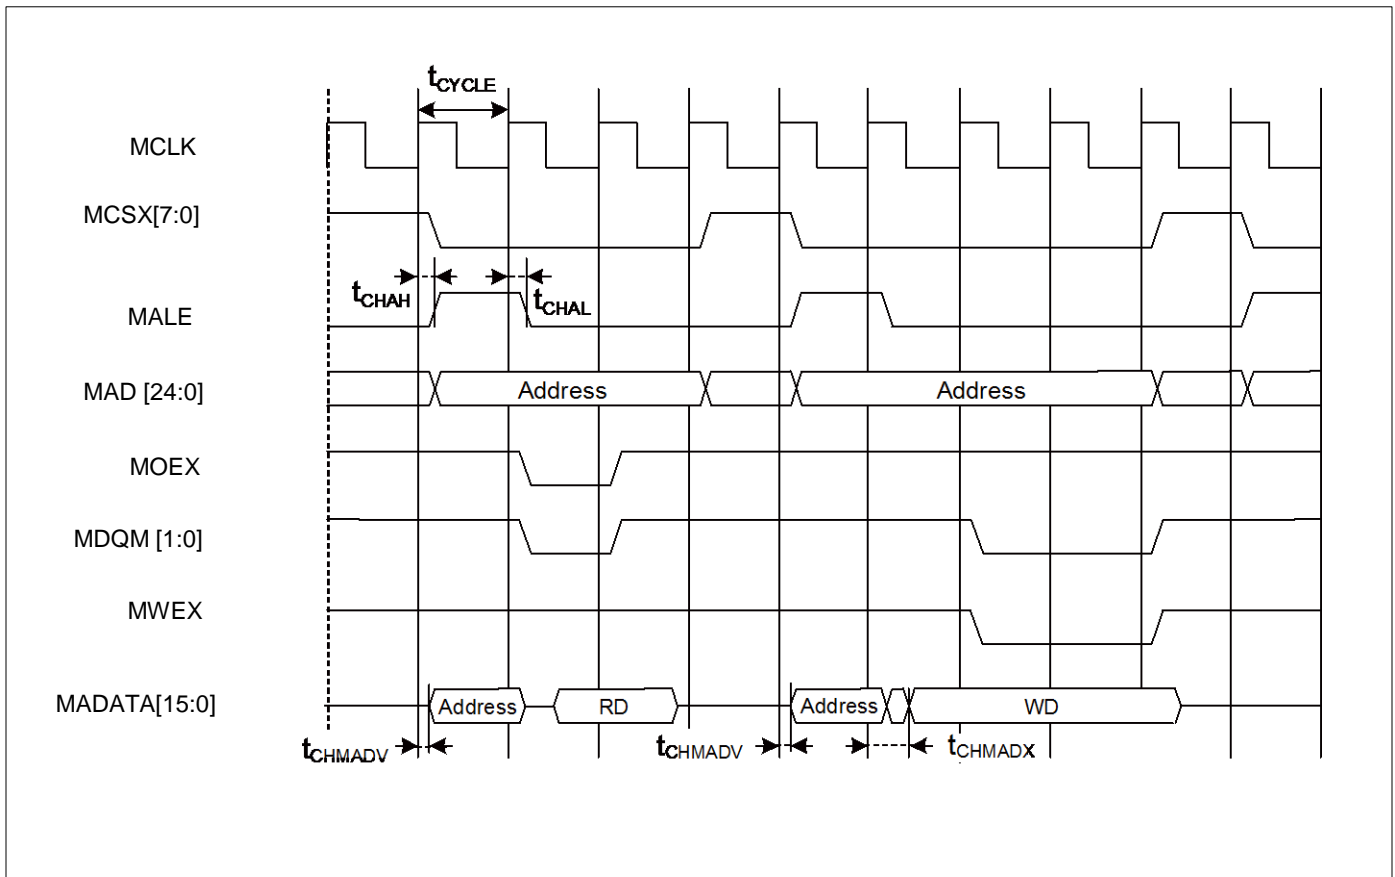 tCYCLE
MCLK
MCSX[7:0]
tCHAH
tCHAL
MALE
MAD [24:0]
Address
Address
MOEX
MDQM [1:0]
MWEX
MADATA[15:0]
Address
RD
Address
WD
tCHMADV
tCHMADV
tCHMADX